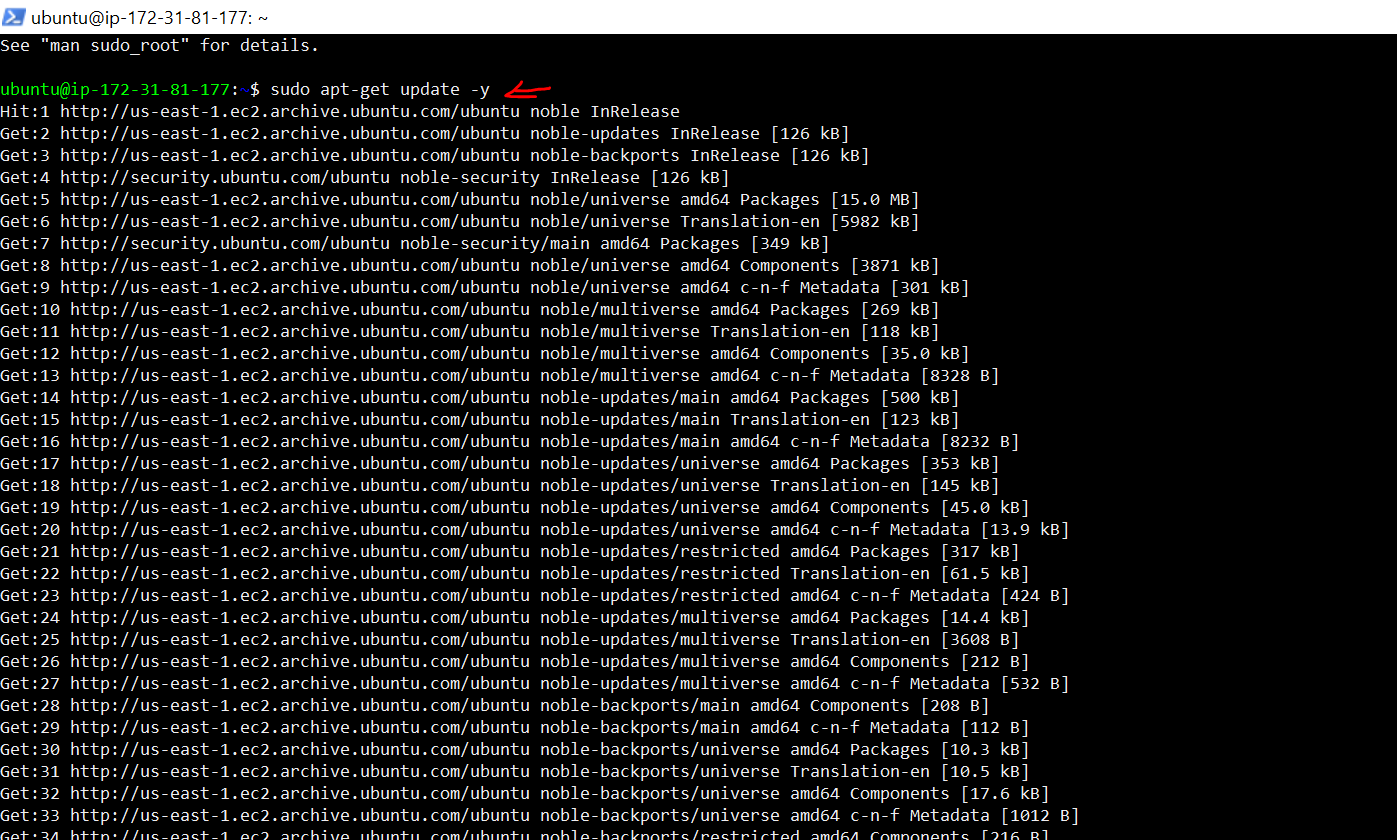 ubuntu@ip-172-31-81-177: ~
See "man sudo_root" for details.
ubuntu@ip-172-31-81-177:~$ sudo apt-get update -y
Hit:1 http://us-east-1.ec2.archive.ubuntu.com/ubuntu noble InRelease
Get:2 http://us-east-1.ec2.archive.ubuntu.com/ubuntu noble-updates InRelease [126 kB]
Get:3 http://us-east-1.ec2.archive.ubuntu.com/ubuntu noble-backports InRelease [126 kB]
Get:4 http://security.ubuntu.com/ubuntu noble-security InRelease [126 kB]
Get:5 http://us-east-1.ec2.archive.ubuntu.com/ubuntu noble/universe amd64 Packages [15.0 MB]
Get:6 http://us-east-1.ec2.archive.ubuntu.com/ubuntu noble/universe Translation-en [5982 kB]
Get:7 http://security.ubuntu.com/ubuntu noble-security/main amd64 Packages [349 kB]
Get:8 http://us-east-1.ec2.archive.ubuntu.com/ubuntu noble/universe amd64 Components [3871 kB]
Get:9 http://us-east-1.ec2.archive.ubuntu.com/ubuntu noble/universe amd64 c-n-f Metadata [301 kB]
Get:10 http://us-east-1.ec2.archive.ubuntu.com/ubuntu noble/multiverse amd64 Packages [269 kB]
Get:11 http://us-east-1.ec2.archive.ubuntu.com/ubuntu noble/multiverse Translation-en [118 kB]
Get:12 http://us-east-1.ec2.archive.ubuntu.com/ubuntu noble/multiverse amd64 Components [35.0 kB]
Get:13 http://us-east-1.ec2.archive.ubuntu.com/ubuntu noble/multiverse amd64 c-n-f Metadata [8328 B]
Get:14 http://us-east-1.ec2.archive.ubuntu.com/ubuntu noble-updates/main amd64 Packages [500 kB]
Get:15 http://us-east-1.ec2.archive.ubuntu.com/ubuntu noble-updates/main Translation-en [123 kB]
Get:16 http://us-east-1.ec2.archive.ubuntu.com/ubuntu noble-updates/main amd64 c-n-f Metadata [8232 B]
Get:17 http://us-east-1.ec2.archive.ubuntu.com/ubuntu noble-updates/universe amd64 Packages [353 kB]
Get:18 http://us-east-1.ec2.archive.ubuntu.com/ubuntu noble-updates/universe Translation-en [145 kB]
Get:19 http://us-east-1.ec2.archive.ubuntu.com/ubuntu noble-updates/universe amd64 Components [45.0 kB]
Get:20 http://us-east-1.ec2.archive.ubuntu.com/ubuntu noble-updates/universe amd64 c-n-f Metadata [13.9 kB]
Get:21 http://us-east-1.ec2.archive.ubuntu.com/ubuntu noble-updates/restricted amd64 Packages [317 kB]
Get:22 http://us-east-1.ec2.archive.ubuntu.com/ubuntu noble-updates/restricted Translation-en [61.5 kB]
Get:23 http://us-east-1.ec2.archive.ubuntu.com/ubuntu noble-updates/restricted amd64 c-n-f Metadata [424 B]
Get:24 http://us-east-1.ec2.archive.ubuntu.com/ubuntu noble-updates/multiverse amd64 Packages [14.4 kB]
Get:25 http://us-east-1.ec2.archive.ubuntu.com/ubuntu noble-updates/multiverse Translation-en [3608 B]
Get:26 http://us-east-1.ec2.archive.ubuntu.com/ubuntu noble-updates/multiverse amd64 Components [212 B]
Get:27 http://us-east-1.ec2.archive.ubuntu.com/ubuntu noble-updates/multiverse amd64 c-n-f Metadata [532 B]
Get:28 http://us-east-1.ec2.archive.ubuntu.com/ubuntu noble-backports/main amd64 Components [208 B]
Get:29 http://us-east-1.ec2.archive.ubuntu.com/ubuntu noble-backports/main amd64 c-n-f Metadata [112 B]
Get:30 http://us-east-1.ec2.archive.ubuntu.com/ubuntu noble-backports/universe amd64 Packages [10.3 kB]
Get:31 http://us-east-1.ec2.archive.ubuntu.com/ubuntu noble-backports/universe Translation-en [10.5 kB]
Get:32 http://us-east-1.ec2.archive.ubuntu.com/ubuntu noble-backports/universe amd64 Components [17.6 kB]
Get:33 http://us-east-1.ec2.archive.ubuntu.com/ubuntu noble-backports/universe amd64 c-n-f Metadata [1012 B]
Get:34 http://us-east-1.ec2.archive.ubuntu.com/ubuntu noble-backports/restricted amd64 Components [216 B]